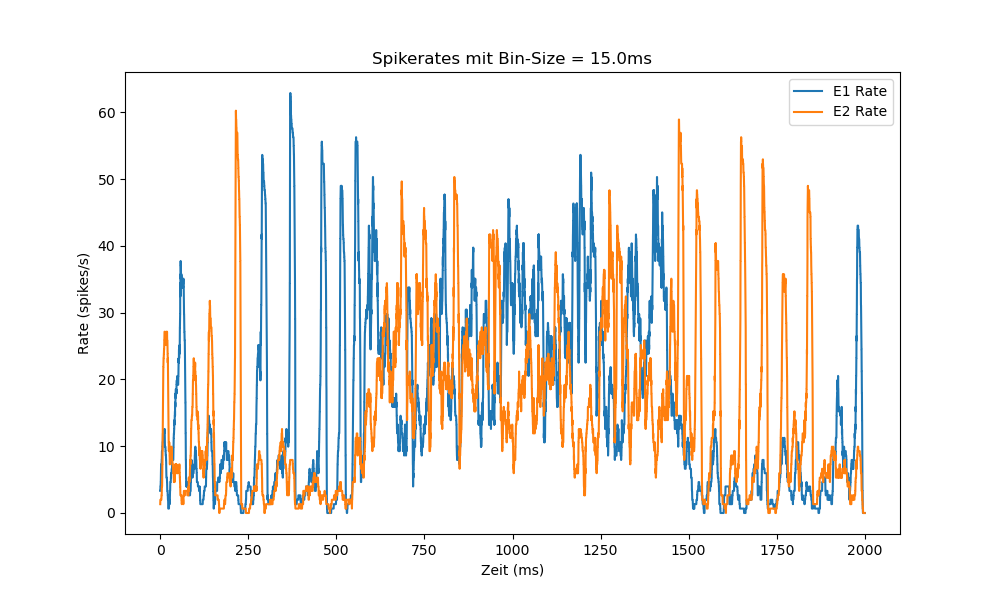 Spikerates mit Bin-Size = 15.0ms
E1 Rate
E2 Rate
Rate (spikes/s)
60
50
40
30
20
10
0
0 250 500 750 1000 1250 1500 1750 2000
Zeit (ms)